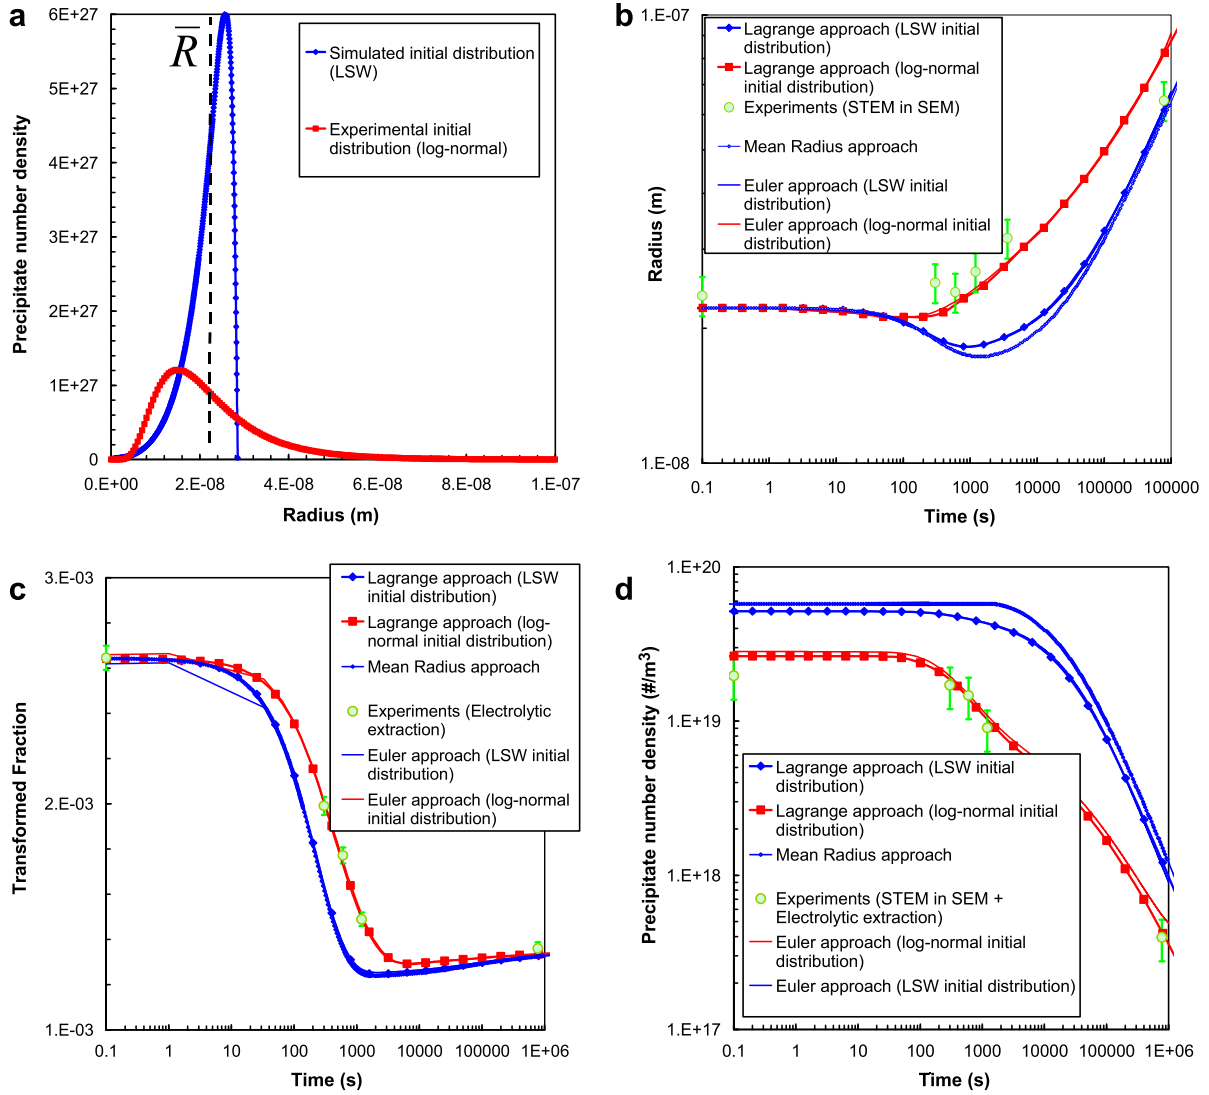 a
R
6E+27
5E+27
4E+27
3E+27
2E+27
1E+27
0
0.E+00
2.E-08
4.E-08
6.E-08
8.E-08
1.E-07
Precipitate number density
Radius (m)
Simulated initial distribution
(LSW)
Experimental initial
distribution (log-normal)
b
1.E-07
1.E-08
0.1
1
10
100
1000
10000
100000
100000
Radius (m)
Time (s)
Lagrange approach (LSW initial
distribution)
Lagrange approach (log-normal
initial distribution)
Experiments (STEM in SEM)
Mean Radius approach
Euler approach (LSW initial
distribution)
Euler approach (log-normal initial
distribution)
c
3.E-03
2.E-03
1.E-03
0.1
1
10
100
1000
10000
100000
1E+06
Transformed Fraction
Time (s)
Lagrange approach (LSW
initial distribution)
Lagrange approach (log-
normal initial distribution)
Mean Radius approach
Experiments (Electrolytic
extraction)
Euler approach (LSW initial
distribution)
Euler approach (log-normal
initial distribution)
d
1.E+20
1.E+19
1.E+18
1.E+17
0.1
1
10
100
1000
10000
100000
1E+06
Precipitate number density (#/m³)
Time (s)
Lagrange approach (LSW initial
distribution)
Lagrange approach (log-normal initial
distribution)
Mean Radius approach
Experiments (STEM in SEM +
Electrolytic extraction)
Euler approach (log-normal initial
distribution)
Euler approach (LSW initial distribution)